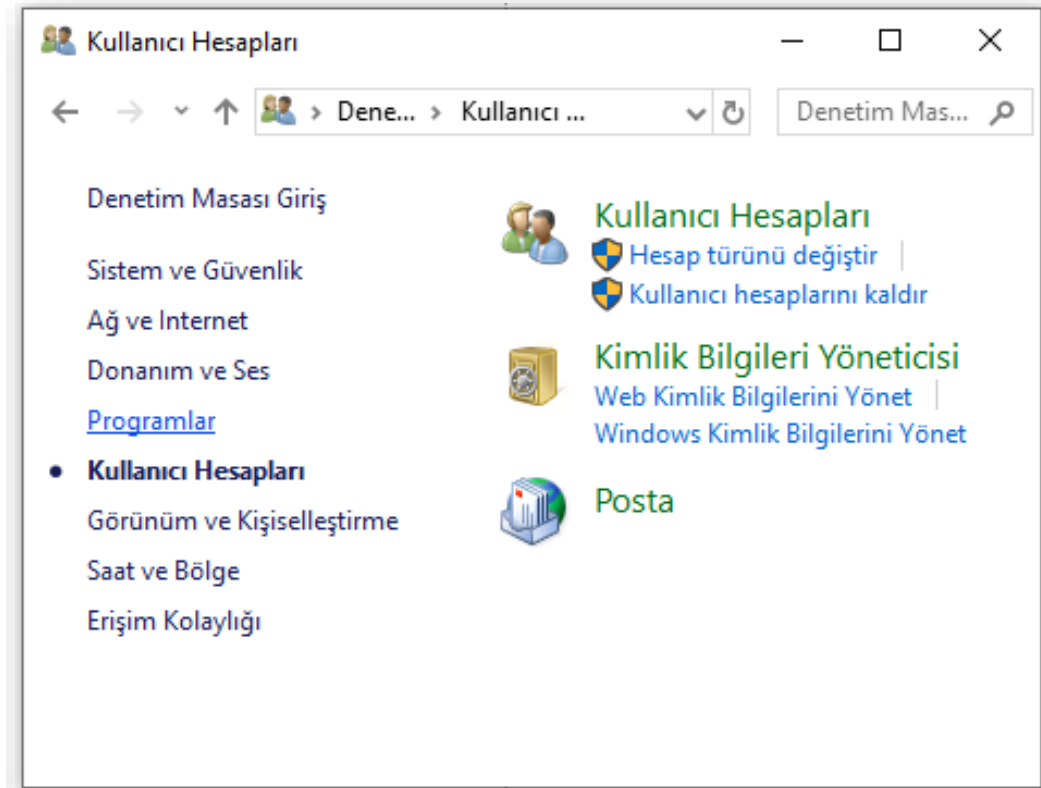 Kullanıcı Hesapları
Dene... > Kullanıcı ...
Denetim Mas...
Denetim Masası Giriş
Sistem ve Güvenlik
Ağ ve Internet
Donanım ve Ses
Programlar
Kullanıcı Hesapları
Görünüm ve Kişiselleştirme
Saat ve Bölge
Erişim Kolaylığı
Kullanıcı Hesapları
Hesap türünü değiştir
Kullanıcı hesaplarını kaldır
Kimlik Bilgileri Yöneticisi
Web Kimlik Bilgilerini Yönet
Windows Kimlik Bilgilerini Yönet
Posta